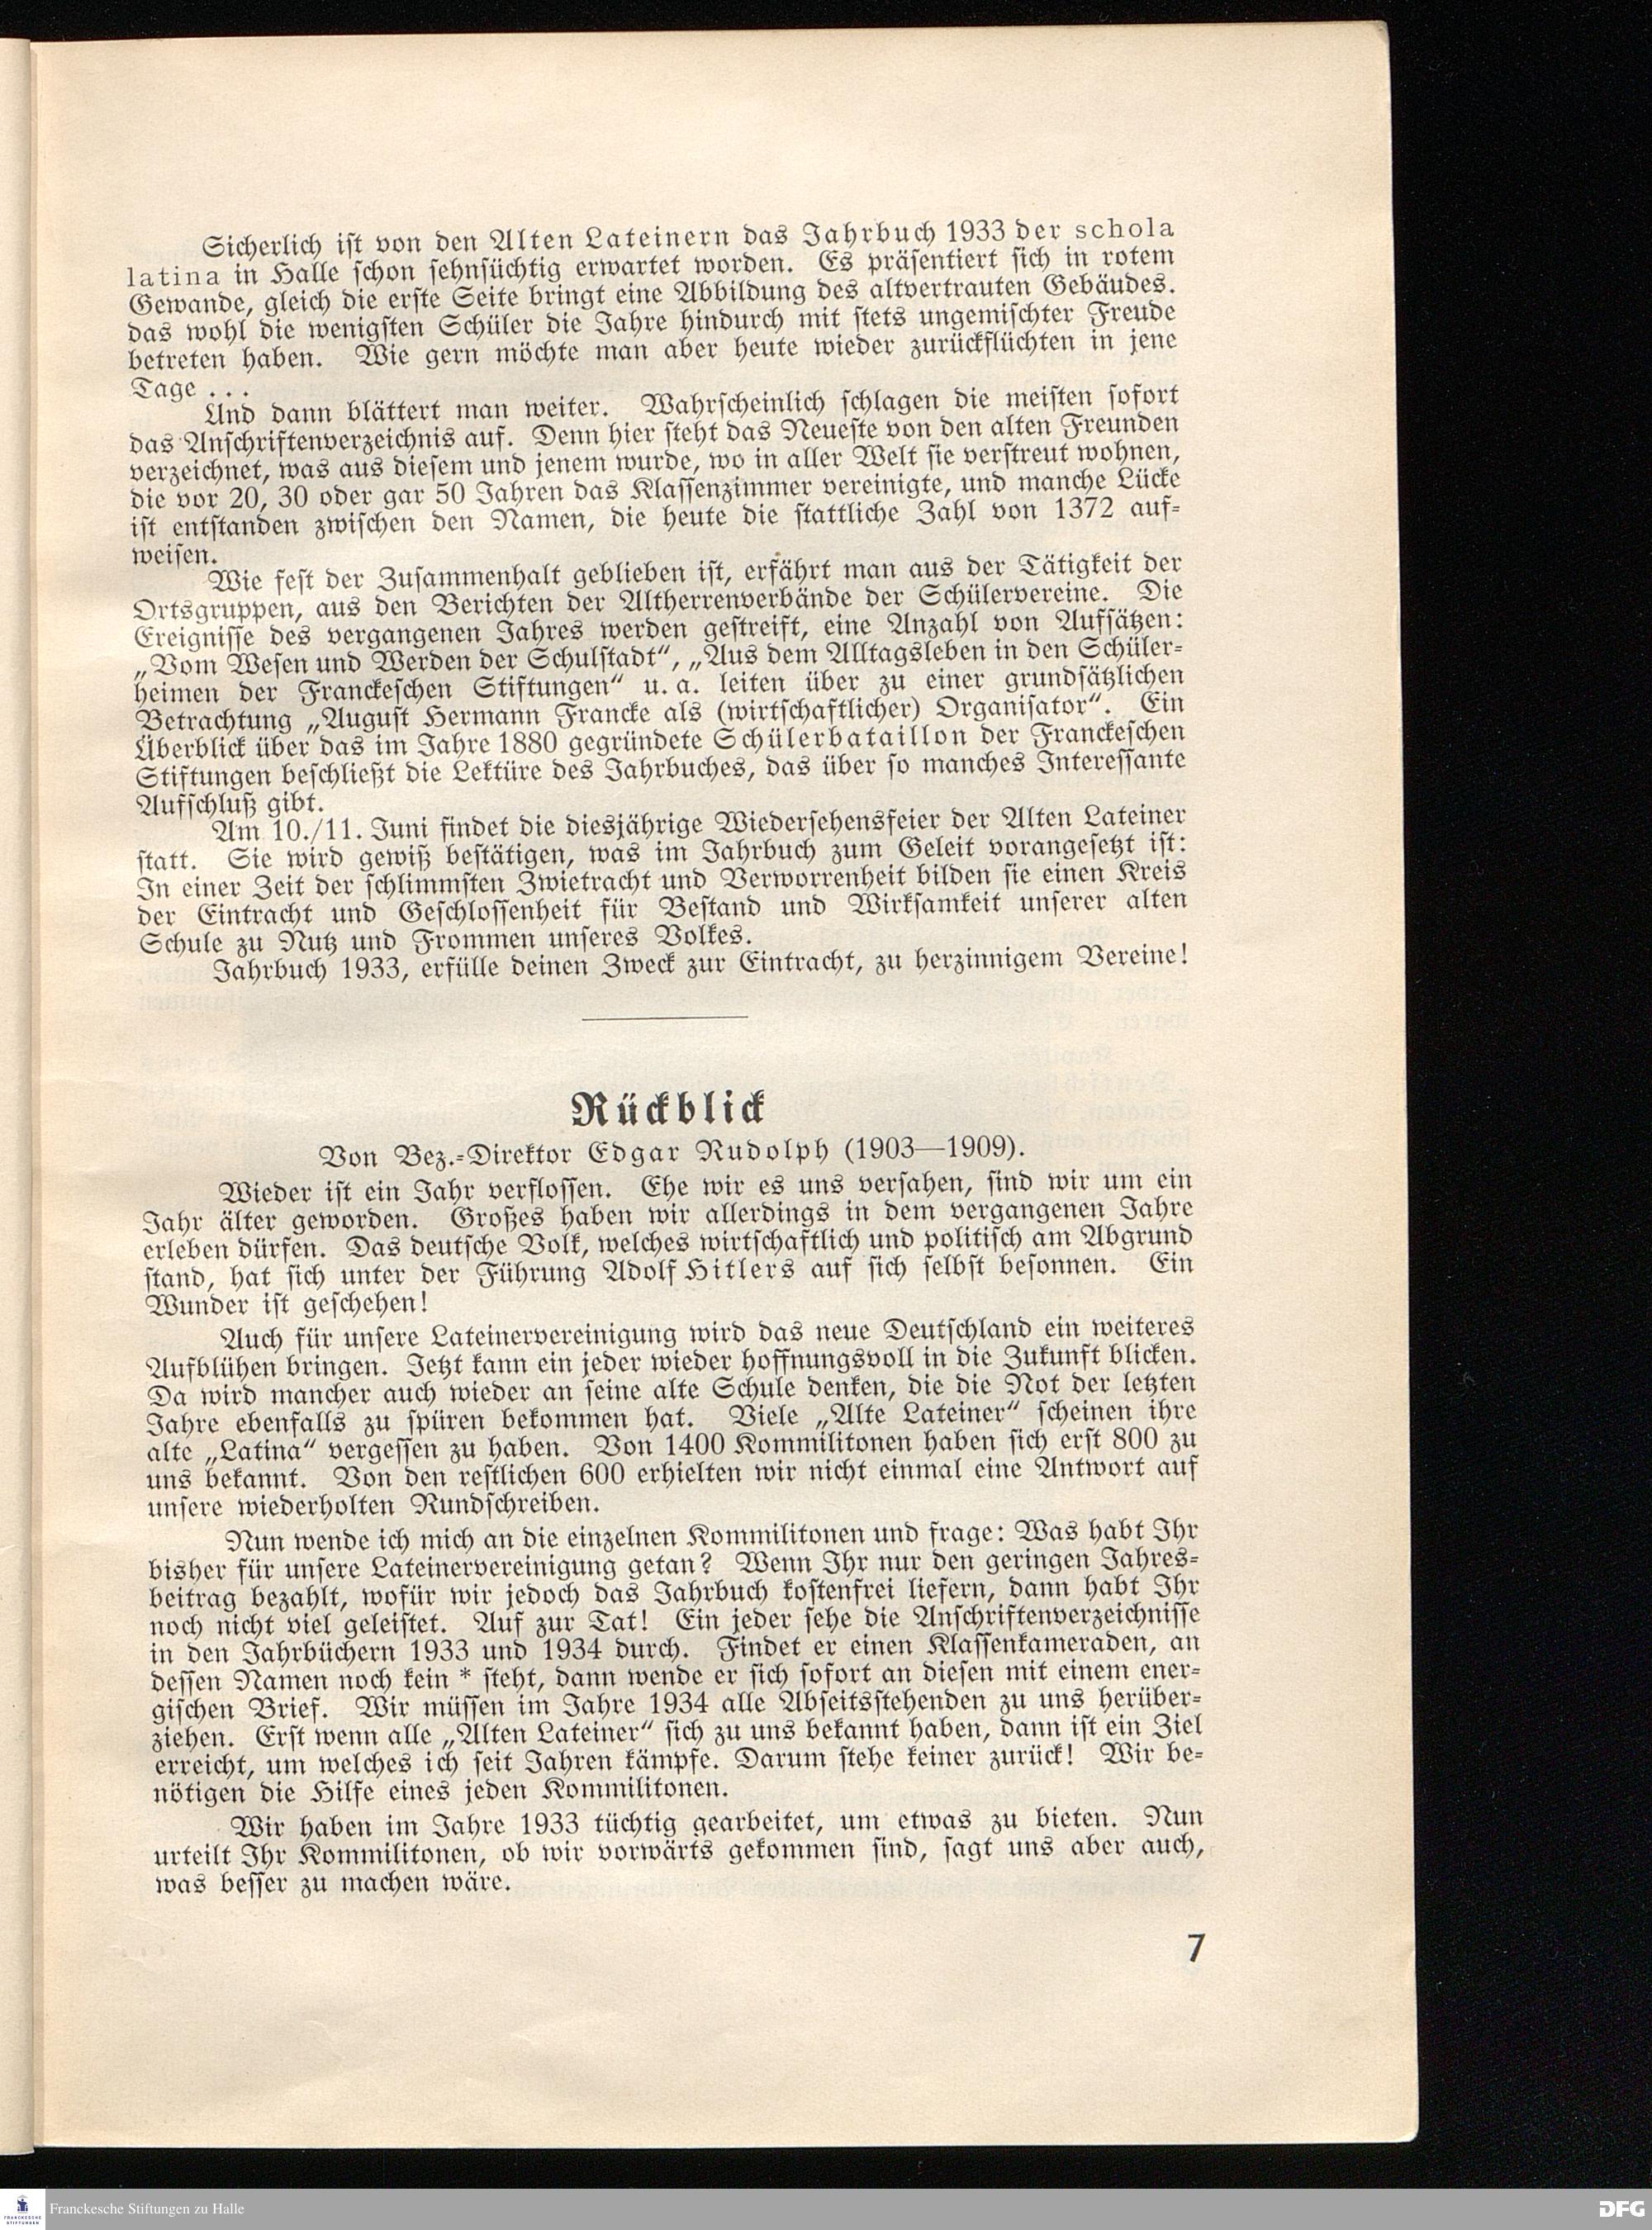 Sicherlich ist von den Alten Lateinern das Jahrbuch 1933 der schola
latina in Halle schon sehnsüchtig erwartet worden. Es präsentiert sich in rotem
Gewande, gleich die erste Seite bringt eine Abbildung des altvertrauten Gebäudes.
das wohl die wenigsten Schüler die Jahre hindurch mit stets ungemischter Freude
betreten haben. Wie gern möchte man aber heute wieder zurückflüchten in jene
Tage . . .
Und dann blättert man weiter. Wahrscheinlich schlagen die meisten sofort
das Anschriftenverzeichnis auf. Denn hier steht das Neueste von den alten Freunden
verzeichnet, was aus diesem und jenem wurde, wo in aller Welt sie verstreut wohnen,
die vor 20, 30 oder gar 50 Jahren das Klassenzimmer vereinigte, und manche Lücke
ist entstanden zwischen den Namen, die heute die stattliche Zahl von 1372 auf-
weisen.
Wie fest der Zusammenhalt geblieben ist, erfährt man aus der Tätigkeit der
Ortsgruppen, aus den Berichten der Altherrenverbände der Schülervereine. Die
Ereignisse des vergangenen Jahres werden gestreift, eine Anzahl von Aufsätzen:
„Vom Wesen und Werden der Schulstadt“, „Aus dem Alltagsleben in den Schüler-
heimen der Franckeschen Stiftungen“ u. a. leiten über zu einer grundsätzlichen
Betrachtung „August Hermann Francke als (wirtschaftlicher) Organisator“. Ein
Überblick über das im Jahre 1880 gegründete Schülerbataillon der Franckeschen
Stiftungen beschließt die Lektüre des Jahrbuches, das über so manches Interessante
Aufschluß gibt.
Am 10./11. Juni findet die diesjährige Wiedersehensfeier der Alten Lateiner
statt. Sie wird gewiß bestätigen, was im Jahrbuch zum Geleit vorangesetzt ist:
In einer Zeit der schlimmsten Zwietracht und Verworrenheit bilden sie einen Kreis
der Eintracht und Geschlossenheit für Bestand und Wirksamkeit unserer alten
Schule zu Nutz und Frommen unseres Volkes.
Jahrbuch 1933, erfülle deinen Zweck zur Eintracht, zu herzinnigem Vereine!
Rückblick
Von Bez.-Direktor Edgar Rudolph (1903—1909).
Wieder ist ein Jahr verflossen. Ehe wir es uns versahen, sind wir um ein
Jahr älter geworden. Großes haben wir allerdings in dem vergangenen Jahre
erleben dürfen. Das deutsche Volk, welches wirtschaftlich und politisch am Abgrund
stand, hat sich unter der Führung Adolf Hitlers auf sich selbst besonnen. Ein
Wunder ist geschehen!
Auch für unsere Lateinervereinigung wird das neue Deutschland ein weiteres
Aufblühen bringen. Jetzt kann ein jeder wieder hoffnungsvoll in die Zukunft blicken.
Da wird mancher auch wieder an seine alte Schule denken, die die Not der letzten
Jahre ebenfalls zu spüren bekommen hat. Viele „Alte Lateiner“ scheinen ihre
alte „Latina“ vergessen zu haben. Von 1400 Kommilitonen haben sich erst 800 zu
uns bekannt. Von den restlichen 600 erhielten wir nicht einmal eine Antwort auf
unsere wiederholten Rundschreiben.
Nun wende ich mich an die einzelnen Kommilitonen und frage: Was habt Ihr
bisher für unsere Lateinervereinigung getan? Wenn Ihr nur den geringen Jahres-
beitrag bezahlt, wofür wir jedoch das Jahrbuch kostenfrei liefern, dann habt Ihr
noch nicht viel geleistet. Auf zur Tat! Ein jeder sehe die Anschriftenverzeichnisse
in den Jahrbüchern 1933 und 1934 durch. Findet er einen Klassenkameraden, an
dessen Namen noch kein * steht, dann wende er sich sofort an diesen mit einem ener-
gischen Brief. Wir müssen im Jahre 1934 alle Abseitsstehenden zu uns herüber-
ziehen. Erst wenn alle „Alten Lateiner“ sich zu uns bekannt haben, dann ist ein Ziel
erreicht, um welches ich seit Jahren kämpfe. Darum stehe keiner zurück! Wir be-
nötigen die Hilfe eines jeden Kommilitonen.
Wir haben im Jahre 1933 tüchtig gearbeitet, um etwas zu bieten. Nun
urteilt Ihr Kommilitonen, ob wir vorwärts gekommen sind, sagt uns aber auch,
was besser zu machen wäre.
7
FRANCKESCHE
STIFTUNGEN
Franckesche Stiftungen zu Halle
DFG